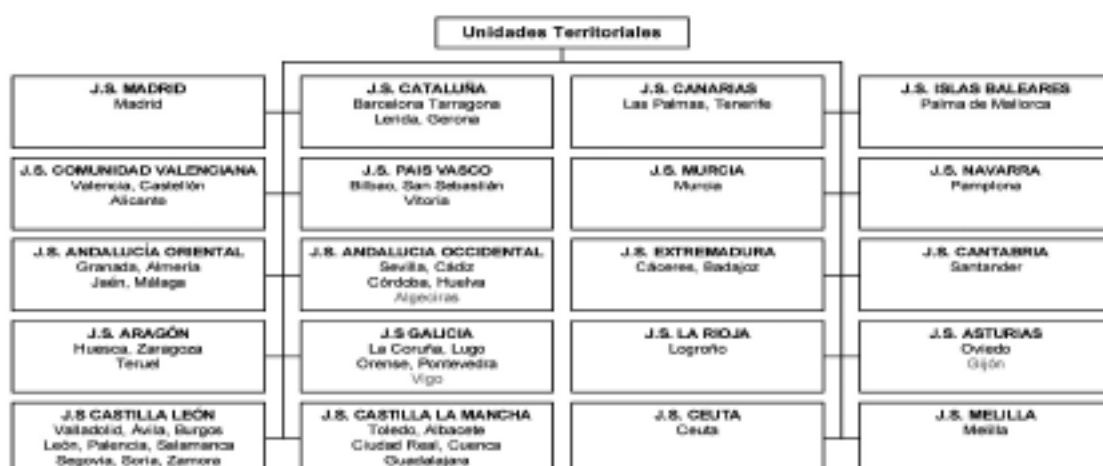 Unidades Territoriales
J.S. MADRID
Madrid
J.S. CATALUÑA
Barcelona Tarragona
Lerida, Gerona
J.S. CANARIAS
Las Palmas, Tenerife
J.S. ISLAS BALEARES
Palma de Mallorca
J.S. COMUNIDAD VALENCIANA
Valencia, Castellón
Alicante
J.S. PAIS VASCO
Bilbao, San Sebastián
Vitoria
J.S. MURCIA
Murcia
J.S. NAVARRA
Pamplona
J.S. ANDALUCÍA ORIENTAL
Granada, Almería
Jaén, Málaga
J.S. ANDALUCIA OCCIDENTAL
Sevilla, Cádiz
Córdoba, Huelva
Algeciras
J.S. EXTREMADURA
Cáceres, Badajoz
J.S. CANTABRIA
Santander
J.S. ARAGÓN
Huesca, Zaragoza
Teruel
J.S GALICIA
La Coruña, Lugo
Orense, Pontevedra
Vigo
J.S. LA RIOJA
Logroño
J.S. ASTURIAS
Oviedo
Gijón
J.S CASTILLA LEÓN
Valladolid, Ávila, Burgos
León, Palencia, Salamanca
Segovia, Soria, Zamora
J.S. CASTILLA LA MANCHA
Toledo, Albacete
Ciudad Real, Cuenca
Guadalajara
J.S. CEUTA
Ceuta
J.S. MELILLA
Melilla